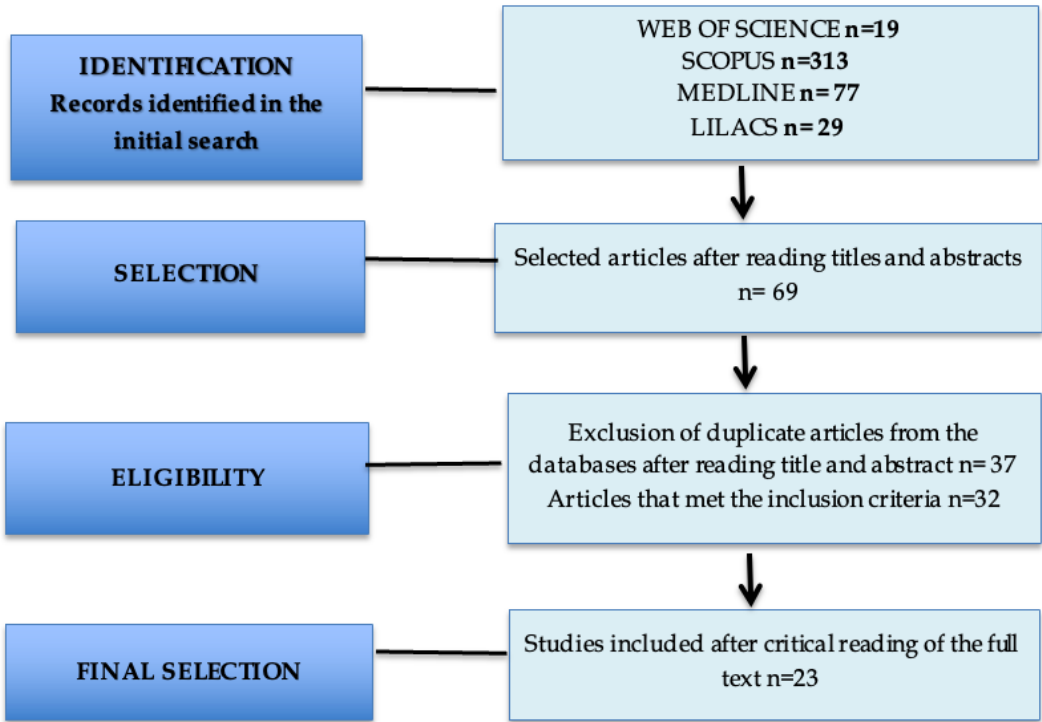 IDENTIFICATION
Records identified in the
initial search
WEB OF SCIENCE n=19
SCOPUS n=313
MEDLINE n= 77
LILACS n= 29
SELECTION
Selected articles after reading titles and abstracts
n= 69
ELIGIBILITY
Exclusion of duplicate articles from the
databases after reading title and abstract n= 37
Articles that met the inclusion criteria n=32
FINAL SELECTION
Studies included after critical reading of the full
text n=23